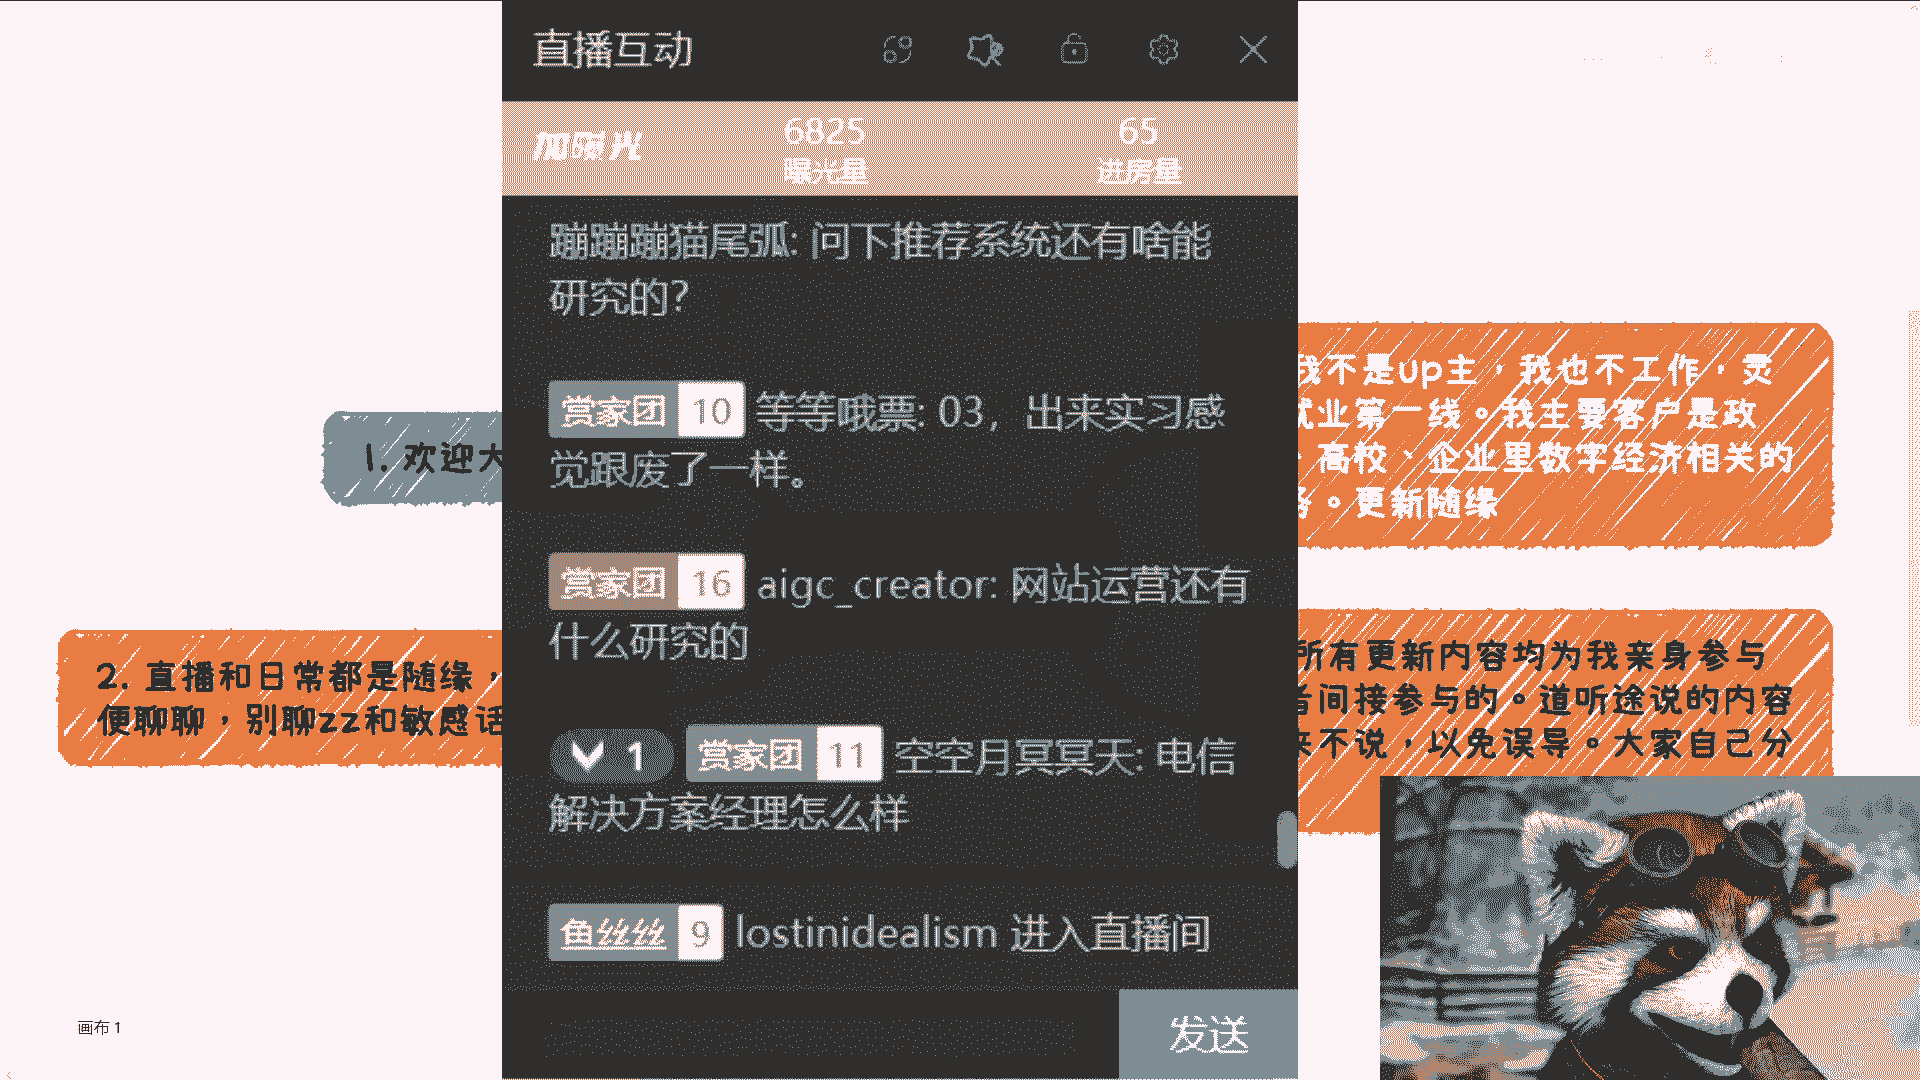 直播互动
加曝光
6825
曝光量
65
进房量
蹦蹦蹦猫尾弧: 问下推荐系统还有啥能
研究的?
赏家团 10 等等哦票: 03，出来实习感
觉跟废了一样。
赏家团 16 aigc_creator: 网站运营还有
什么研究的
1 赏家团 11 空空月冥冥天: 电信
解决方案经理怎么样
鱼丝丝 9 lostinidealism 进入直播间
发送
1. 欢迎大
2. 直播和日常都是随缘，
便聊聊，别聊zz和敏感话
我不是up主，我也不工作，灵
就业第一线。我主要客户是政
、高校、企业里数字经济相关的
务。更新随缘
所有更新内容均为我亲身参与
者间接参与的。道听途说的内容
来不说，以免误导。大家自己分
画布 1